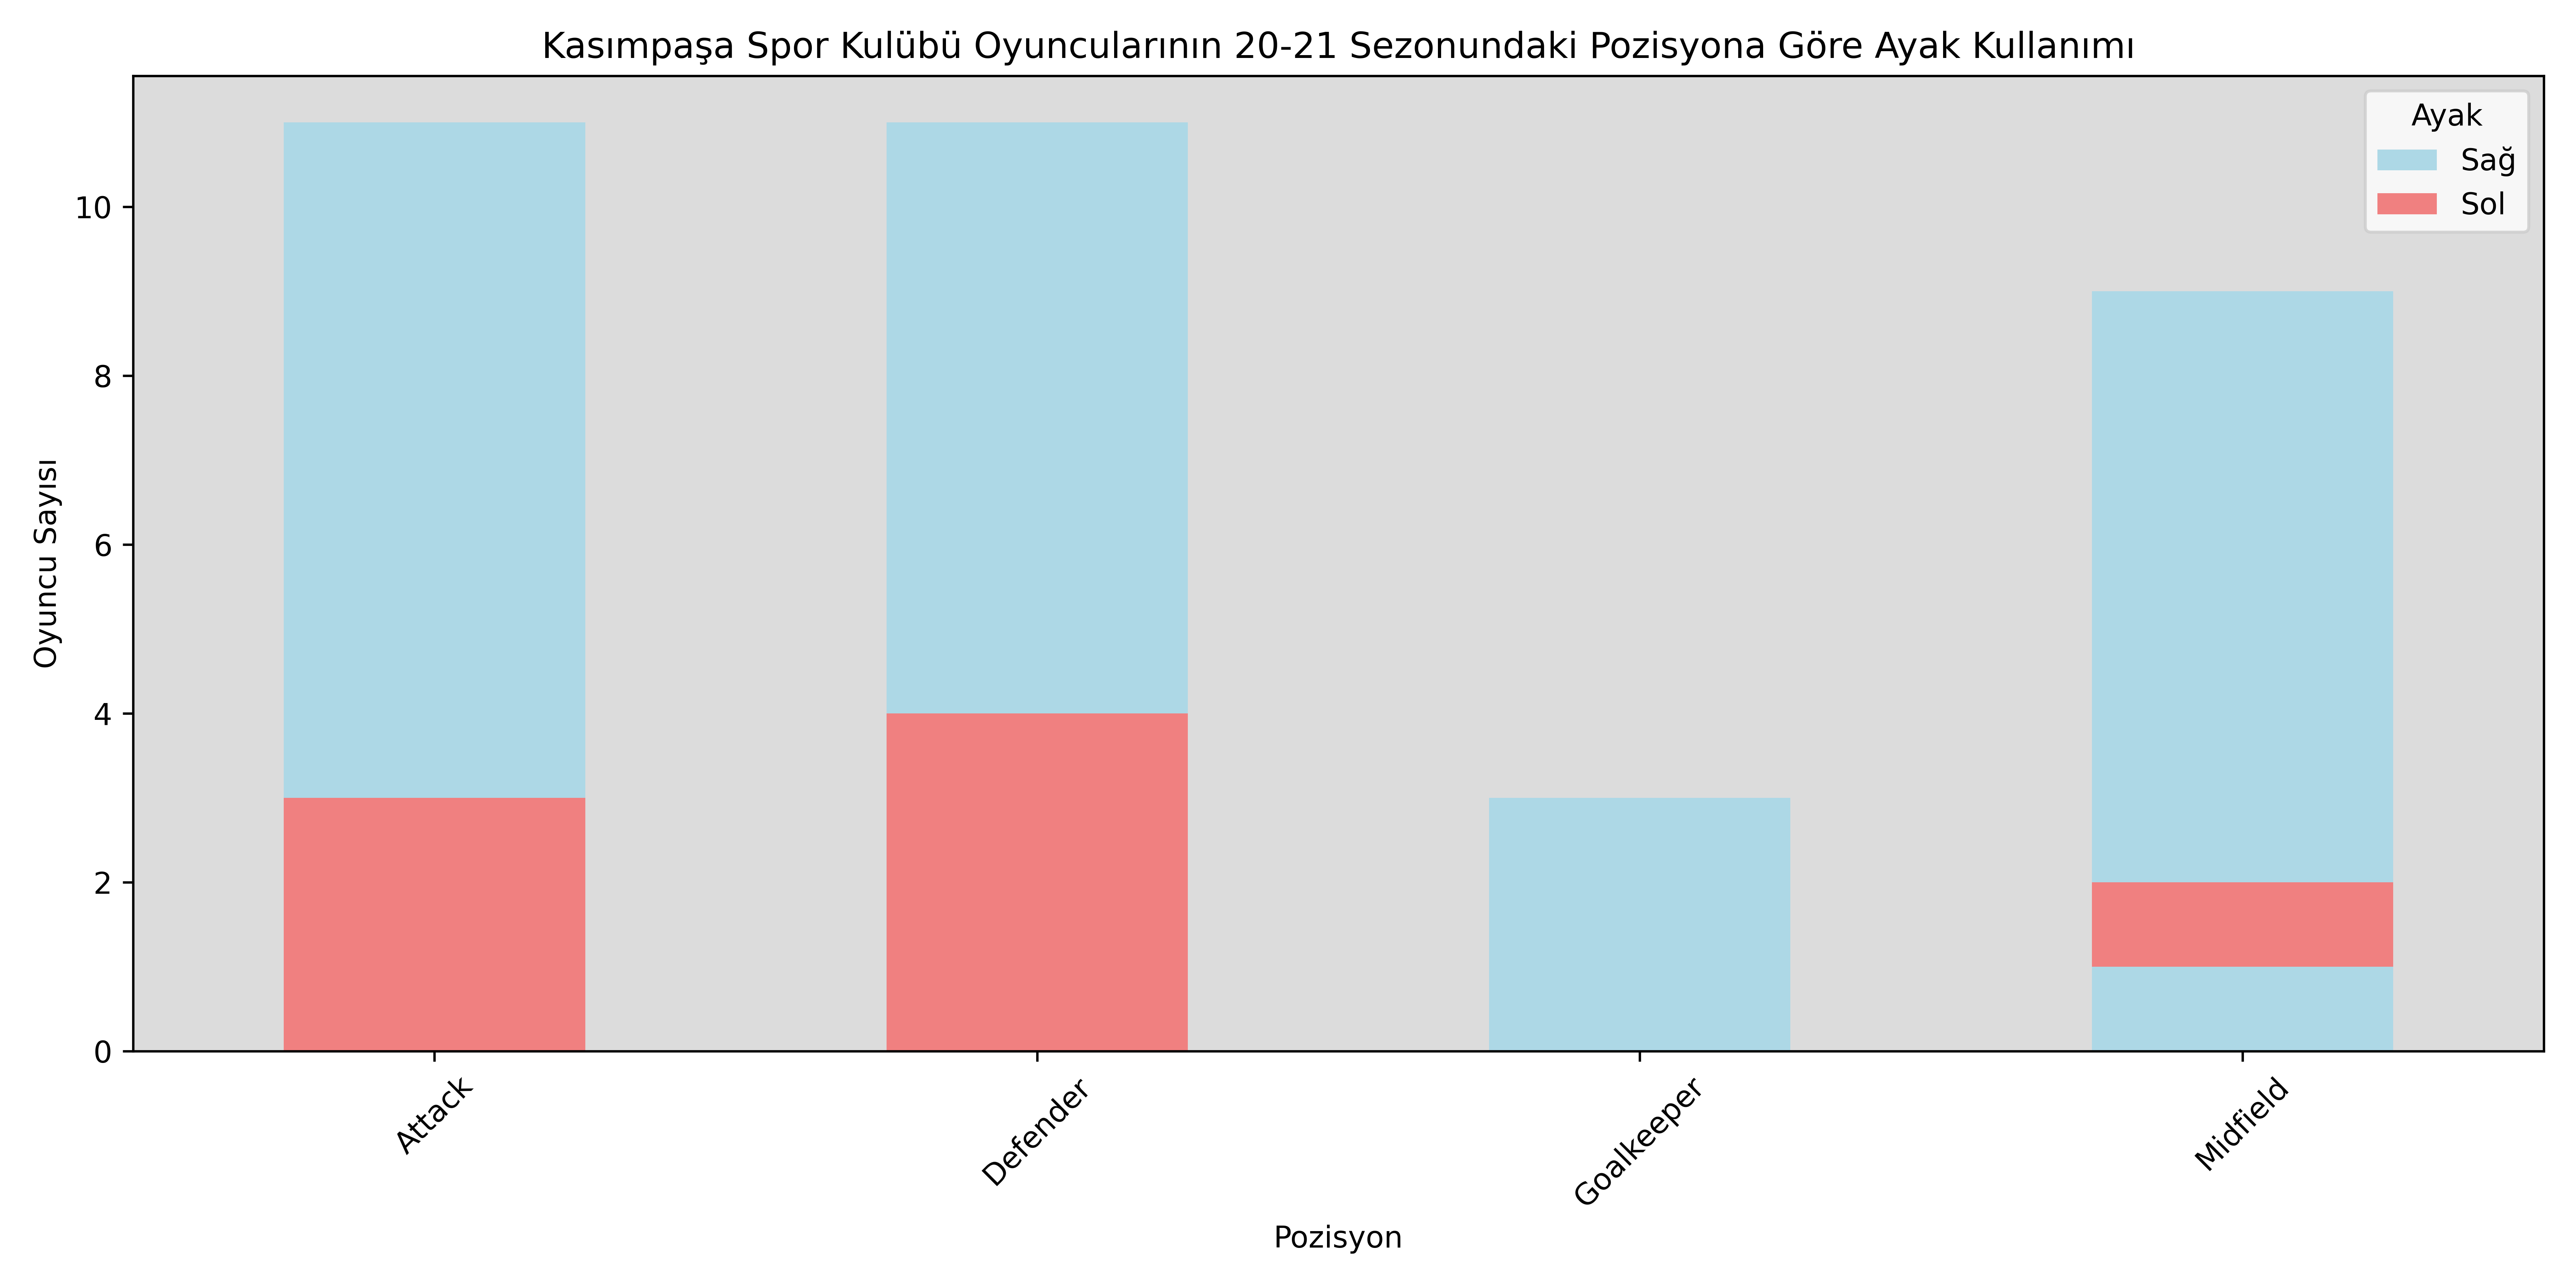 Kasımpaşa Spor Kulübü Oyuncularının 20-21 Sezonundaki Pozisyona Göre Ayak Kullanımı
Ayak
Sağ
Sol
Oyuncu Sayısı
10
8
6
4
2
0
Attack
Defender
Goalkeeper
Midfield
Pozisyon